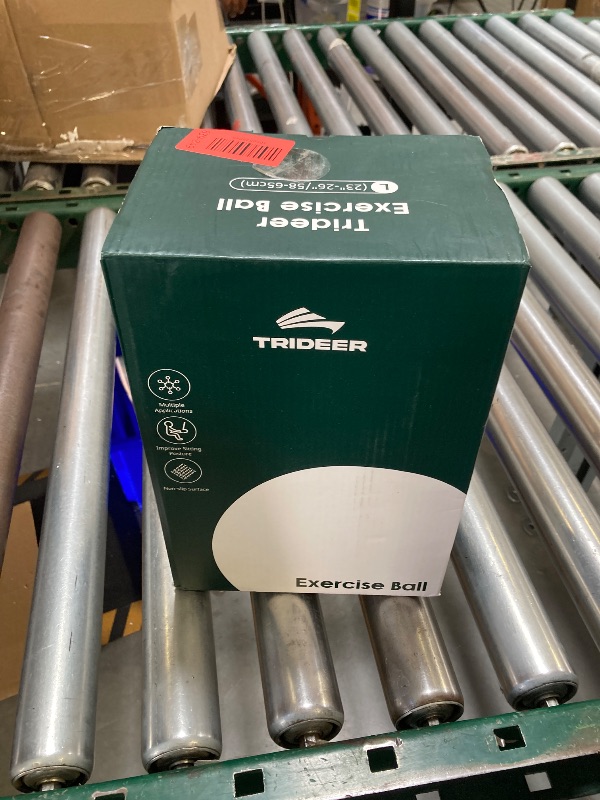 Trideer
Exercise Ball
L (23"-26"/58-65cm)
TRIDEER
Multiple
Applications
Improve Sitting
Posture
Non-slip Surface
Exercise Ball